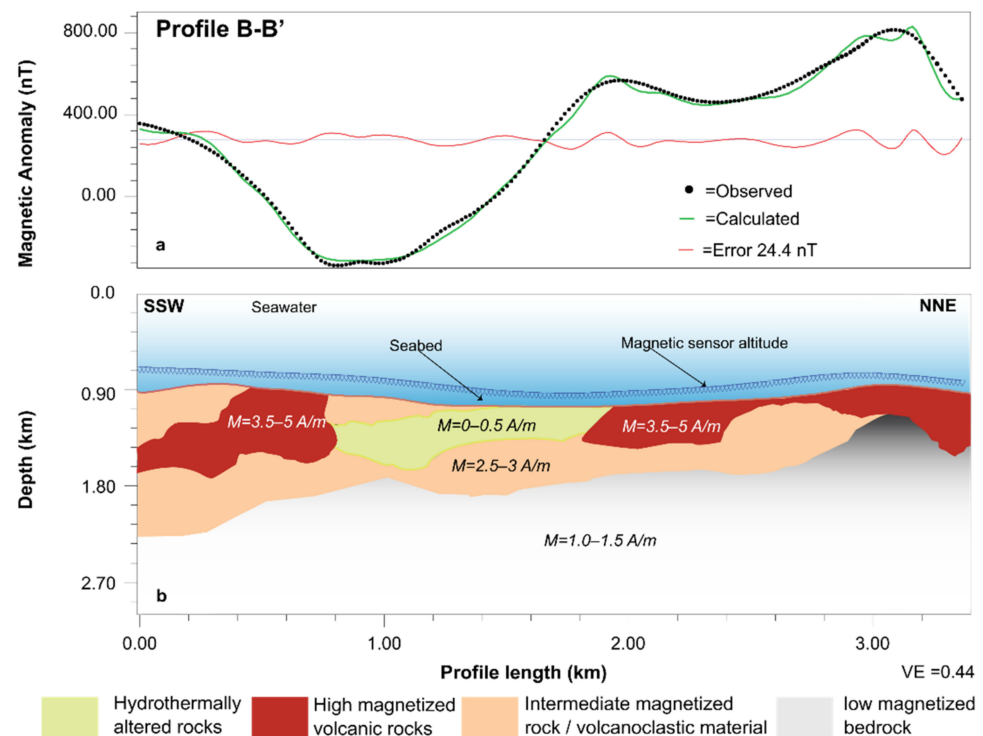 Profile B-B’
Magnetic Anomaly (nT)
800.00
400.00
0.00
=Observed
=Calculated
=Error 24.4 nT
a
0.0
SSW
Seawater
NNE
Seabed
Magnetic sensor altitude
0.90
M=3.5–5 A/m
M=0–0.5 A/m
M=3.5–5 A/m
M=2.5–3 A/m
Depth (km)
1.80
M=1.0–1.5 A/m
2.70
b
0.00
1.00
2.00
3.00
Profile length (km)
VE =0.44
Hydrothermally
altered rocks
High magnetized
volcanic rocks
Intermediate magnetized
rock / volcanoclastic material
low magnetized
bedrock